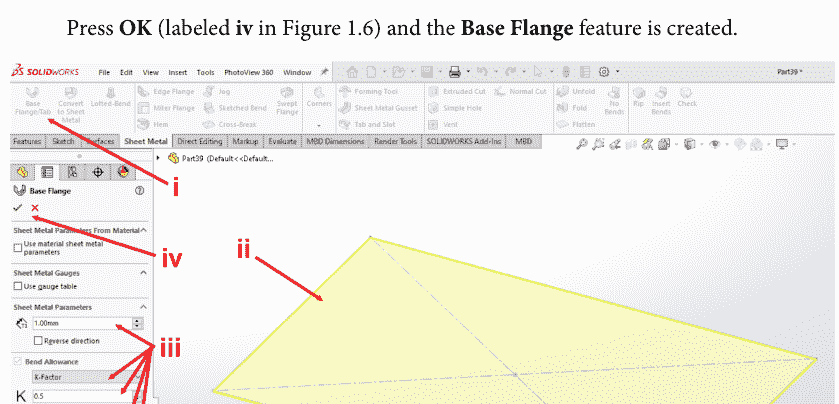 Press OK (labeled iv in Figure 1.6) and the Base Flange feature is created.
SOLIDWORKS File Edit View Insert Tools PhotoView 360 Window Part39 *
Base Flange/Tab
Convert to Sheet Metal
Lofted-Bend
Edge Flange
Miter Flange
Hem
Jog
Sketched Bend
Cross-Break
Swept Flange
Corners
Forming Tool
Sheet Metal Gusset
Tab and Slot
Extruded Cut
Simple Hole
Vent
Normal Cut
Unfold
Fold
Flatten
No Bends
Rip
Insert Bends
Check
Features Sketch Surfaces Sheet Metal Direct Editing Markup Evaluate MBD Dimensions Render Tools SOLIDWORKS Add-Ins MBD
Part39 (Default<<Default...
i
Base Flange
iv
ii
Sheet Metal Parameters From Material
Use material sheet metal
parameters
Sheet Metal Gauges
Use gauge table
Sheet Metal Parameters
1.00mm
Reverse direction
iii
Bend Allowance
K-Factor
K 0.5